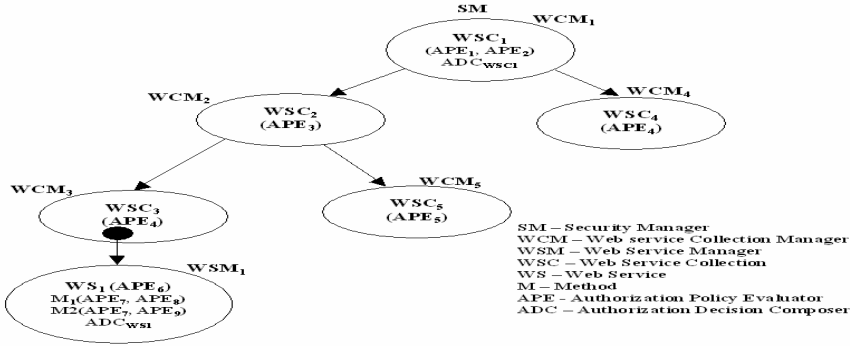 SM
WCM₁
WSC₁
(APE₁, APE₂)
ADC_WSC1
WCM₂
WSC₂
(APE₃)
WCM₄
WSC₄
(APE₄)
WCM₃
WSC₃
(APE₄)
WCM₅
WSC₅
(APE₅)
WSM₁
WS₁ (APE₆)
M₁(APE₇, APE₈)
M2(APE₇, APE₉)
ADC_WS1
SM – Security Manager
WCM – Web service Collection Manager
WSM – Web Service Manager
WSC – Web Service Collection
WS – Web Service
M – Method
APE - Authorization Policy Evaluator
ADC – Authorization Decision Composer